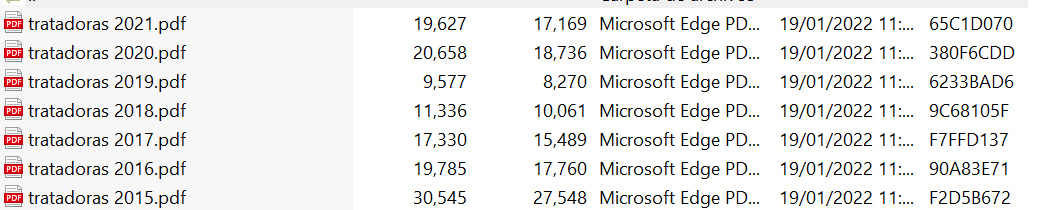 ..
tratadoras 2021.pdf 19,627 17,169 Microsoft Edge PD... 19/01/2022 11:... 65C1D070
tratadoras 2020.pdf 20,658 18,736 Microsoft Edge PD... 19/01/2022 11:... 380F6CDD
tratadoras 2019.pdf 9,577 8,270 Microsoft Edge PD... 19/01/2022 11:... 6233BAD6
tratadoras 2018.pdf 11,336 10,061 Microsoft Edge PD... 19/01/2022 11:... 9C68105F
tratadoras 2017.pdf 17,330 15,489 Microsoft Edge PD... 19/01/2022 11:... F7FFD137
tratadoras 2016.pdf 19,785 17,760 Microsoft Edge PD... 19/01/2022 11:... 90A83E71
tratadoras 2015.pdf 30,545 27,548 Microsoft Edge PD... 19/01/2022 11:... F2D5B672